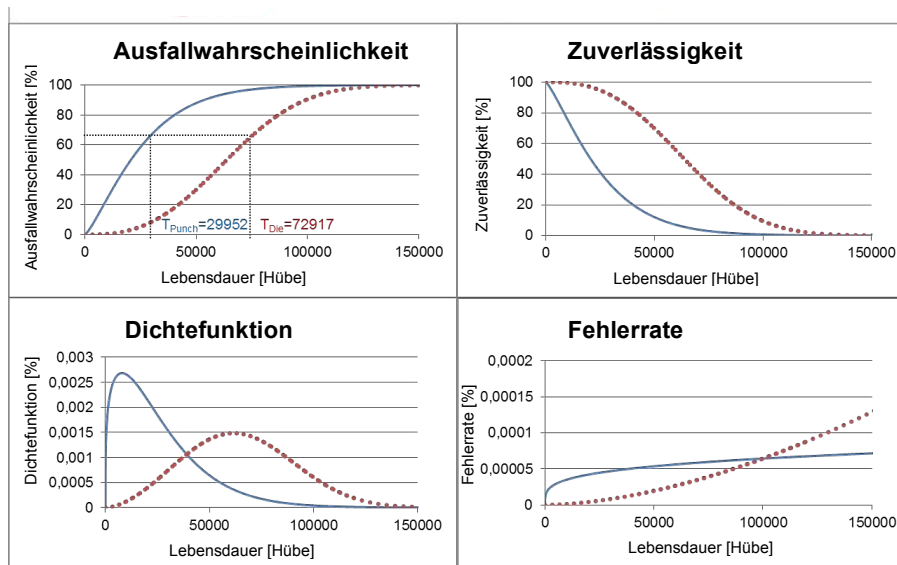 Ausfallwahrscheinlichkeit
Ausfallwahrscheinlichkeit [%]
100
80
60
40
20
0
T_Punch=29952
T_Die=72917
0 50000 100000 150000
Lebensdauer [Hübe]
Zuverlässigkeit
Zuverlässigkeit [%]
100
80
60
40
20
0
0 50000 100000 150000
Lebensdauer [Hübe]
Dichtefunktion
Dichtefunktion [%]
0,003
0,0025
0,002
0,0015
0,001
0,0005
0
0 50000 100000 150000
Lebensdauer [Hübe]
Fehlerrate
Fehlerrate [%]
0,0002
0,00015
0,0001
0,00005
0
0 50000 100000 150000
Lebensdauer [Hübe]